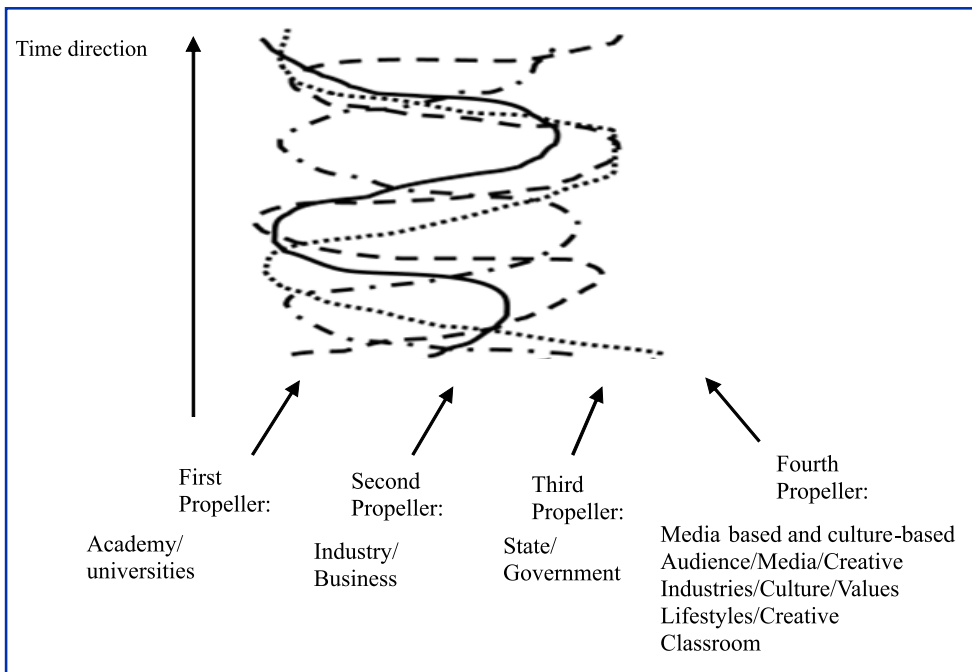 Time direction
First
Propeller:
Academy/
universities
Second
Propeller:
Industry/
Business
Third
Propeller:
State/
Government
Fourth
Propeller:
Media based and culture-based
Audience/Media/Creative
Industries/Culture/Values
Lifestyles/Creative
Classroom